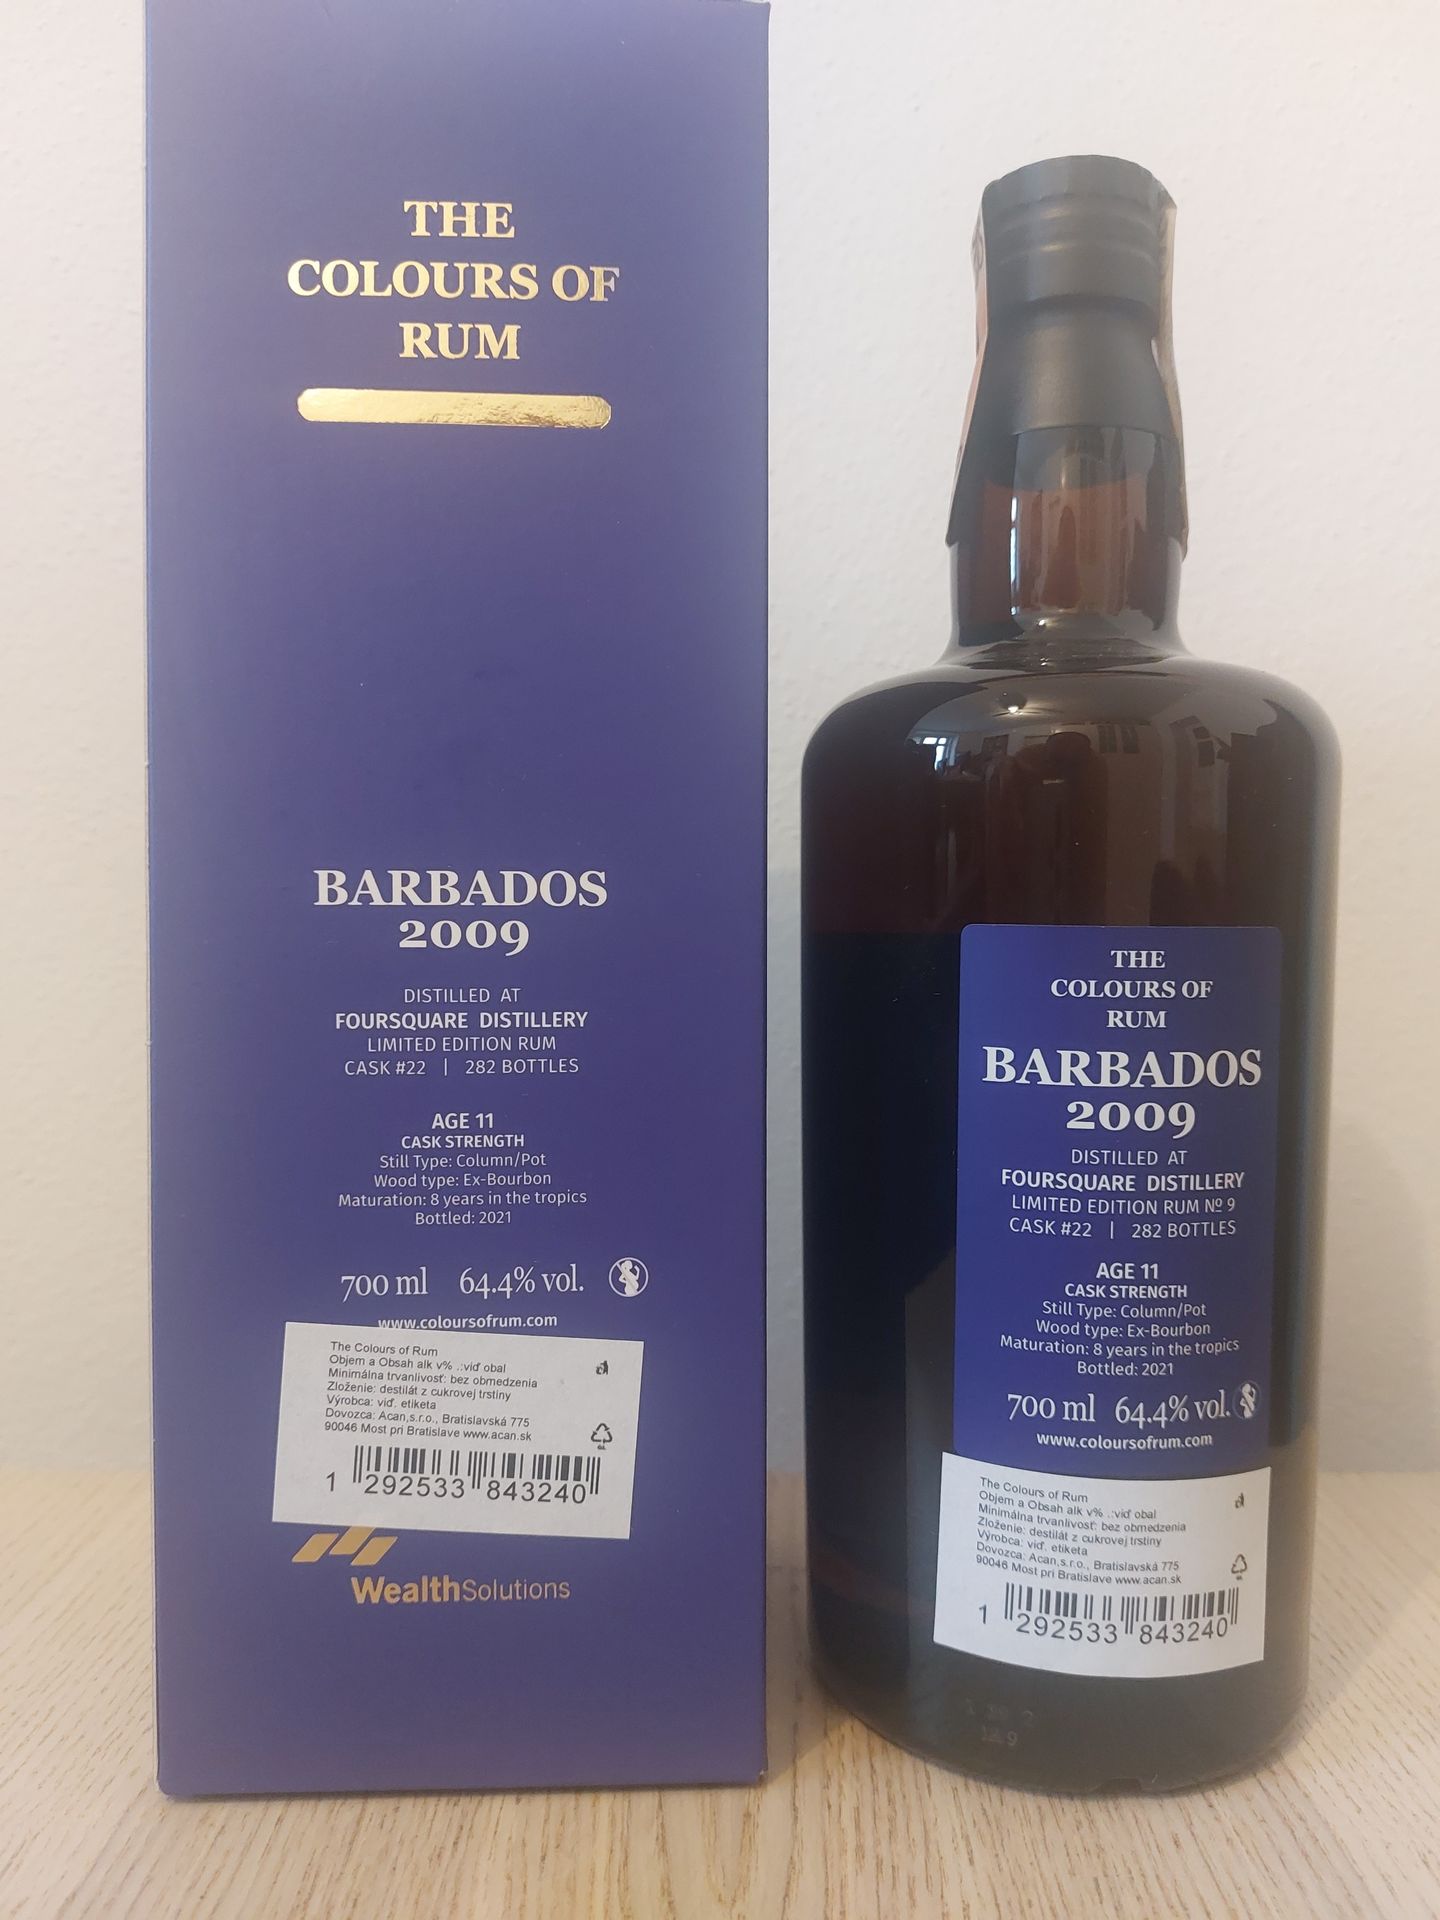 THE
COLOURS OF
RUM
BARBADOS
2009
DISTILLED AT
FOURSQUARE DISTILLERY
LIMITED EDITION RUM
CASK #22 | 282 BOTTLES
AGE 11
CASK STRENGTH
Still Type: Column/Pot
Wood type: Ex-Bourbon
Maturation: 8 years in the tropics
Bottled: 2021
700 ml 64.4% vol.
www.coloursofrum.com
The Colours of Rum
Objem a Obsah alk v% .:viď obal
Minimálna trvanlivosť: bez obmedzenia
Zloženie: destilát z cukrovej trstiny
Výrobca: viď. etiketa
Dovozca: Acan,s.r.o., Bratislavská 775
90046 Most pri Bratislave www.acan.sk
1 292533 843240
WealthSolutions
THE
COLOURS OF
RUM
BARBADOS
2009
DISTILLED AT
FOURSQUARE DISTILLERY
LIMITED EDITION RUM № 9
CASK #22 | 282 BOTTLES
AGE 11
CASK STRENGTH
Still Type: Column/Pot
Wood type: Ex-Bourbon
Maturation: 8 years in the tropics
Bottled: 2021
700 ml 64.4% vol.
www.coloursofrum.com
The Colours of Rum
Objem a Obsah alk v% .:viď obal
Minimálna trvanlivosť: bez obmedzenia
Zloženie: destilát z cukrovej trstiny
Výrobca: viď. etiketa
Dovozca: Acan,s.r.o., Bratislavská 775
90046 Most pri Bratislave www.acan.sk
1 292533 843240